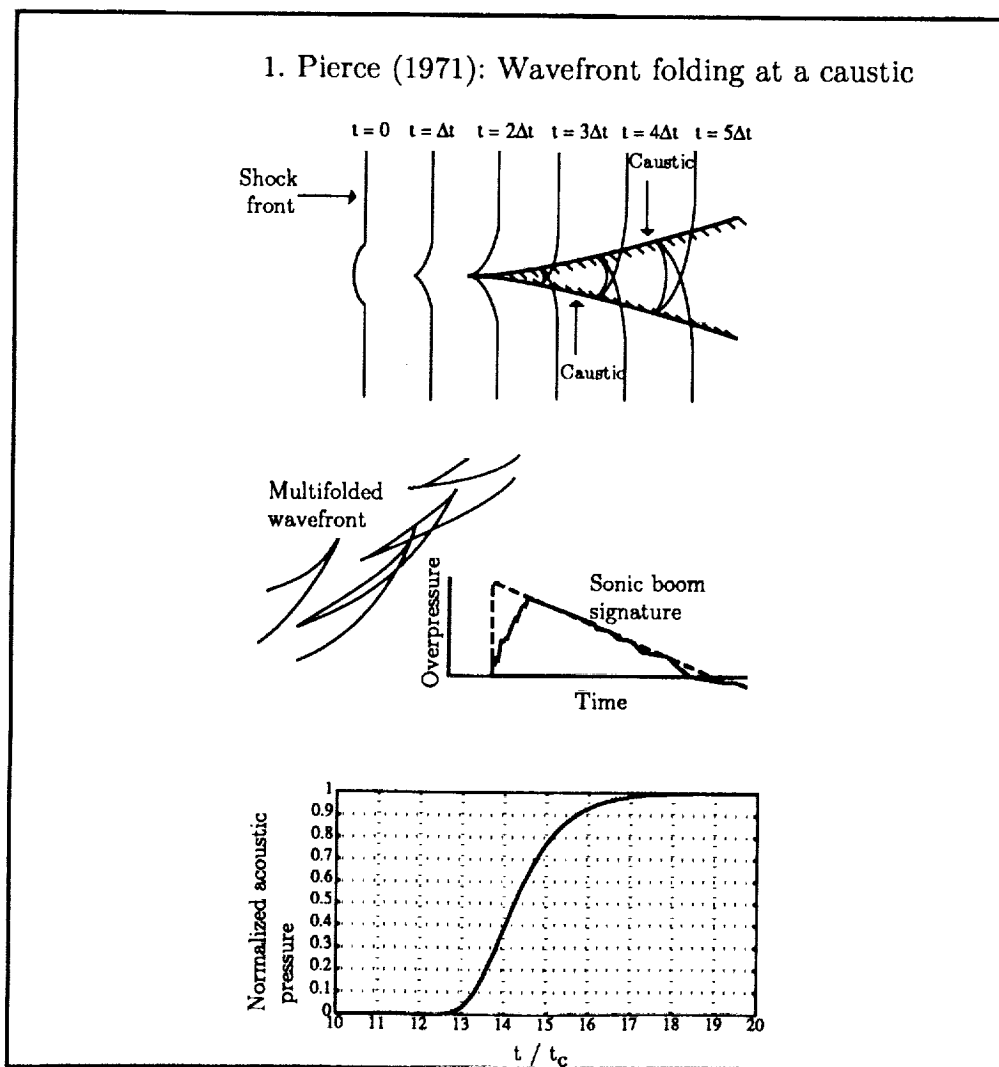 1. Pierce (1971): Wavefront folding at a caustic
t = 0 t = Δt t = 2Δt t = 3Δt t = 4Δt t = 5Δt
Caustic
Shock
front
Caustic
Multifolded
wavefront
Sonic boom
signature
Overpressure
Time
Normalized acoustic
pressure
1
0.9
0.8
0.7
0.6
0.5
0.4
0.3
0.2
0.1
0
10 11 12 13 14 15 16 17 18 19 20
t / tc